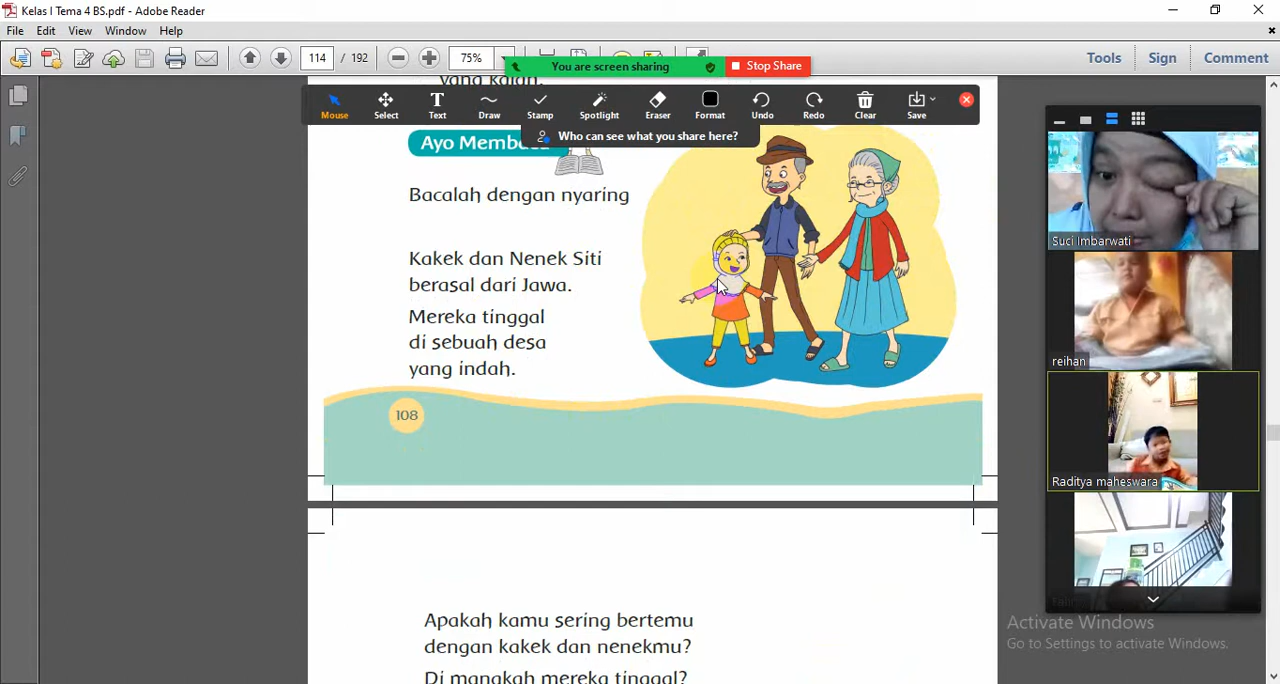 Kelas I Tema 4 BS.pdf - Adobe Reader
File Edit View Window Help
114 / 192 75% Tools Sign Comment
You are screen sharing Stop Share
yang kalah.
Mouse Select Text Draw Stamp Spotlight Eraser Format Undo Redo Clear Save
Who can see what you share here?
Ayo Membaca
Bacalah dengan nyaring
Kakek dan Nenek Siti
berasal dari Jawa.
Mereka tinggal
di sebuah desa
yang indah.
108
Apakah kamu sering bertemu
dengan kakek dan nenekmu?
Di manakah mereka tinggal?
Suci Imbarwati
reihan
Raditya maheswara
Activate Windows
Go to Settings to activate Windows.